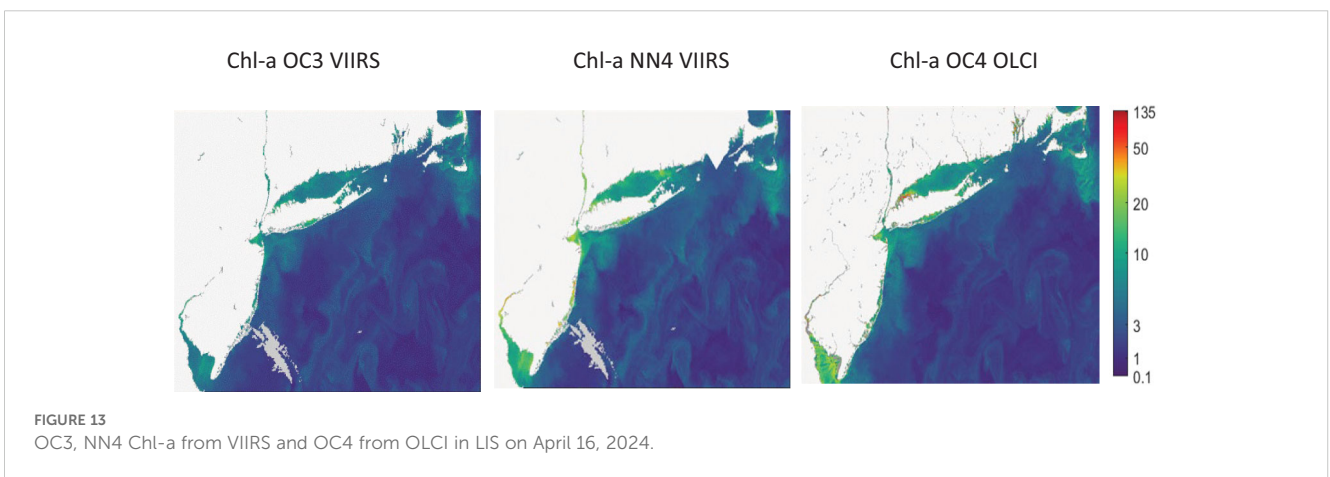 Chl-a OC3 VIIRS
Chl-a NN4 VIIRS
Chl-a OC4 OLCI
135
50
20
10
3
1
0.1
FIGURE 13
OC3, NN4 Chl-a from VIIRS and OC4 from OLCI in LIS on April 16, 2024.